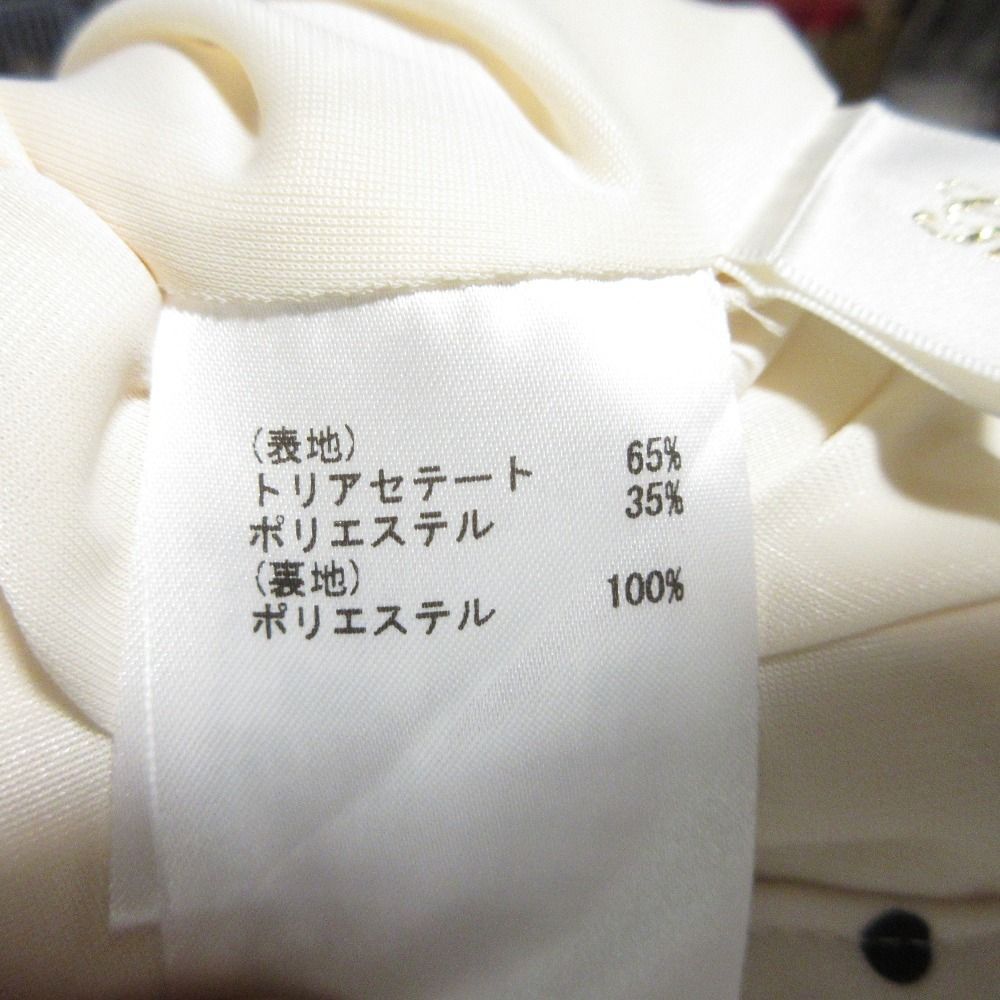 (表地)
トリアセテート 65%
ポリエステル 35%
(裏地)
ポリエステル 100%